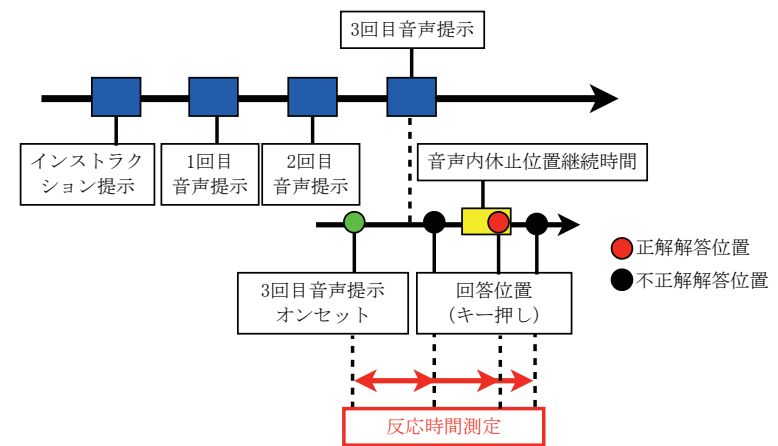 3回目音声提示
インストラク
ション提示
1回目
音声提示
2回目
音声提示
音声内休止位置継続時間
正解解答位置
不正解解答位置
3回目音声提示
オンセット
回答位置
(キー押し)
反応時間測定